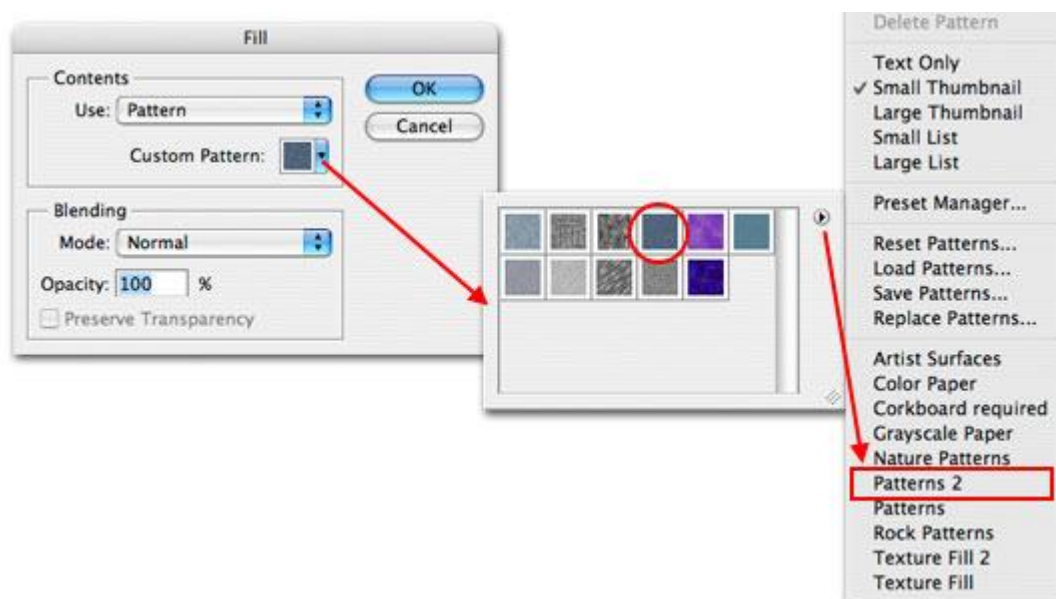 Fill
Contents
Use: Pattern
Custom Pattern:
OK
Cancel
Blending
Mode: Normal
Opacity: 100 %
Preserve Transparency
Delete Pattern
Text Only
✓ Small Thumbnail
Large Thumbnail
Small List
Large List
Preset Manager...
Reset Patterns...
Load Patterns...
Save Patterns...
Replace Patterns...
Artist Surfaces
Color Paper
Corkboard required
Grayscale Paper
Nature Patterns
Patterns 2
Patterns
Rock Patterns
Texture Fill 2
Texture Fill